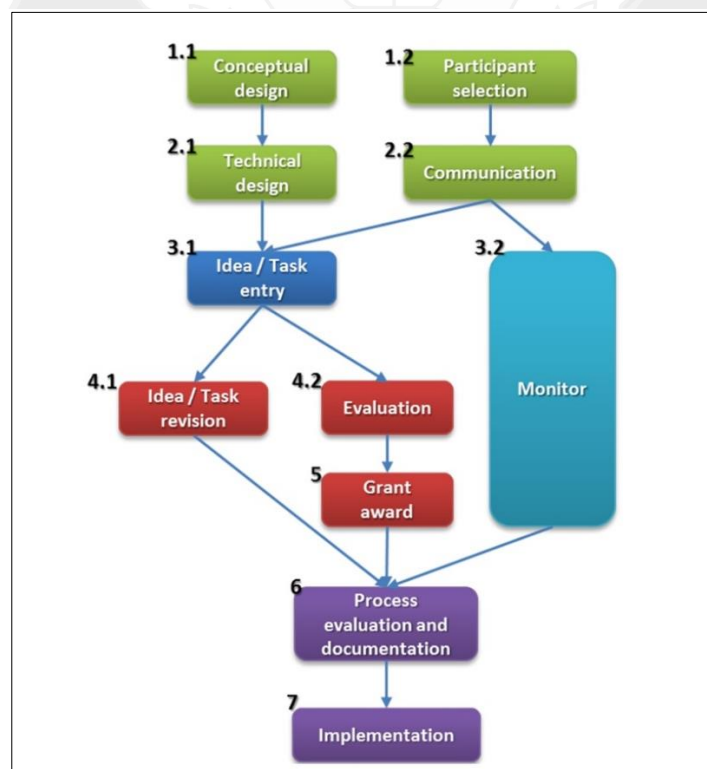 1.1
Conceptual
design
1.2
Participant
selection
2.1
Technical
design
2.2
Communication
3.1
Idea / Task
entry
3.2
Monitor
4.1
Idea / Task
revision
4.2
Evaluation
5
Grant
award
6
Process
evaluation and
documentation
7
Implementation